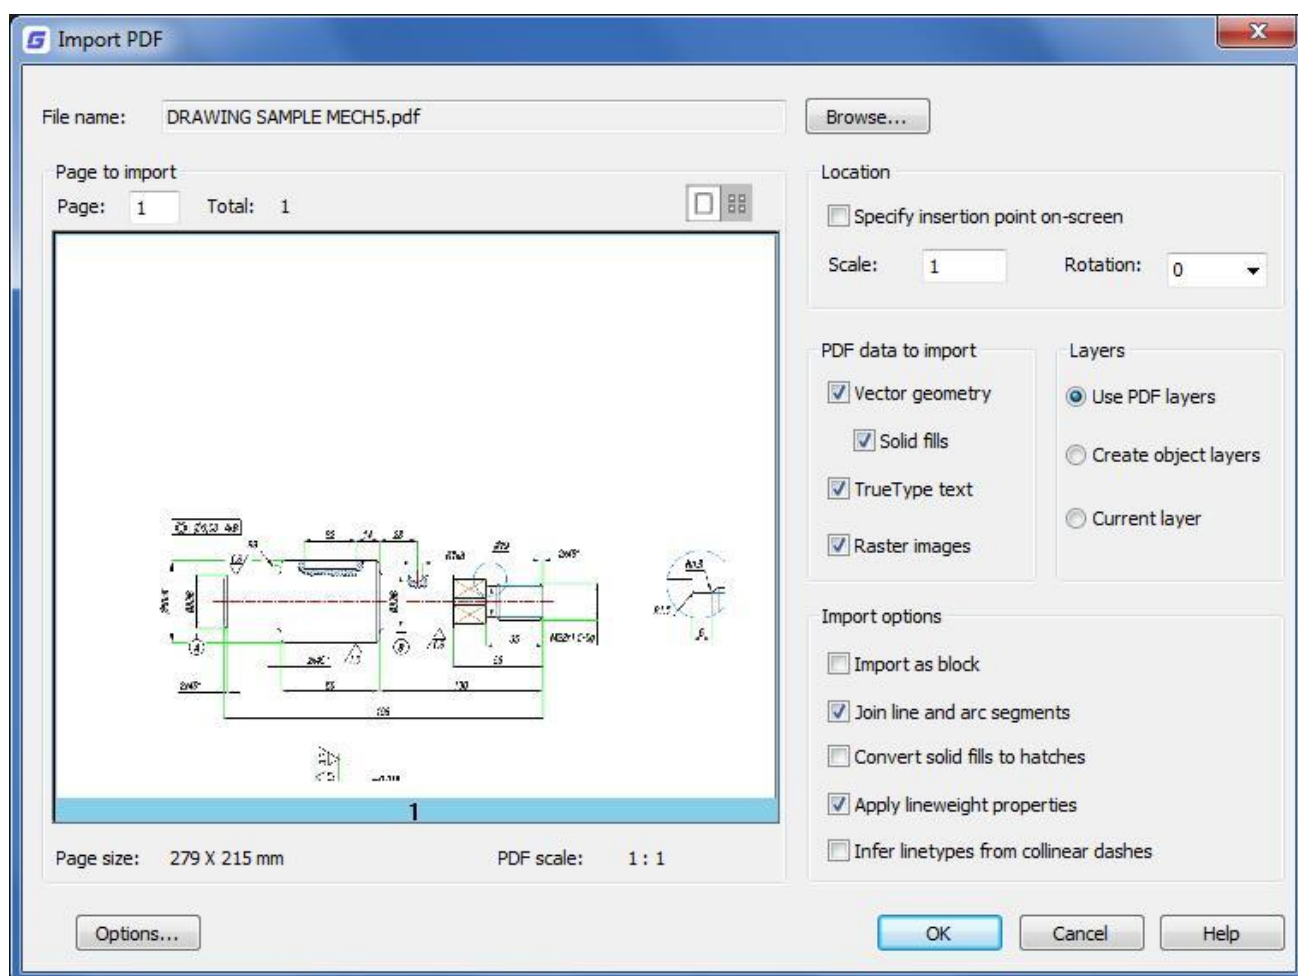 Import PDF
File name: DRAWING SAMPLE MECH5.pdf Browse...
Page to import
Page: 1 Total: 1
1
Page size: 279 X 215 mm PDF scale: 1 : 1
Location
Specify insertion point on-screen
Scale: 1 Rotation: 0
PDF data to import
Vector geometry
Solid fills
TrueType text
Raster images
Layers
Use PDF layers
Create object layers
Current layer
Import options
Import as block
Join line and arc segments
Convert solid fills to hatches
Apply lineweight properties
Infer linetypes from collinear dashes
Options... OK Cancel Help